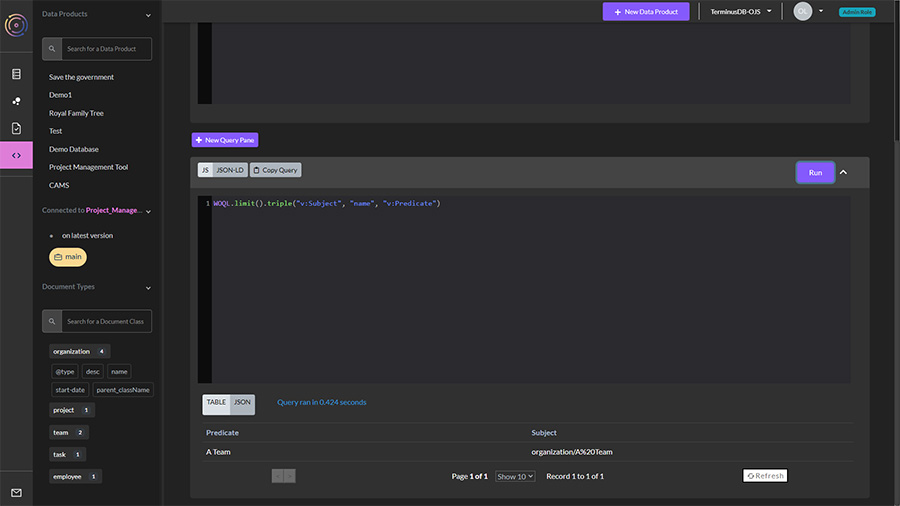 Data Products
New Data Product
TerminusDB-OJS
OL
Admin Role
Search for a Data Product
Save the government
Demo1
Royal Family Tree
Test
Demo Database
Project Management Tool
CAMS
Connected to Project_Manage...
on latest version
main
Document Types
Search for a Document Class
organization 4
@type desc name
start-date parent_className
project 1
team 2
task 1
employee 1
New Query Pane
JS JSON-LD Copy Query
Run
1 WOQL.limit().triple("v:Subject", "name", "v:Predicate")
TABLE JSON Query ran in 0.424 seconds
Predicate Subject
A Team organization/A%20Team
Page 1 of 1 Show 10 Record 1 to 1 of 1 Refresh